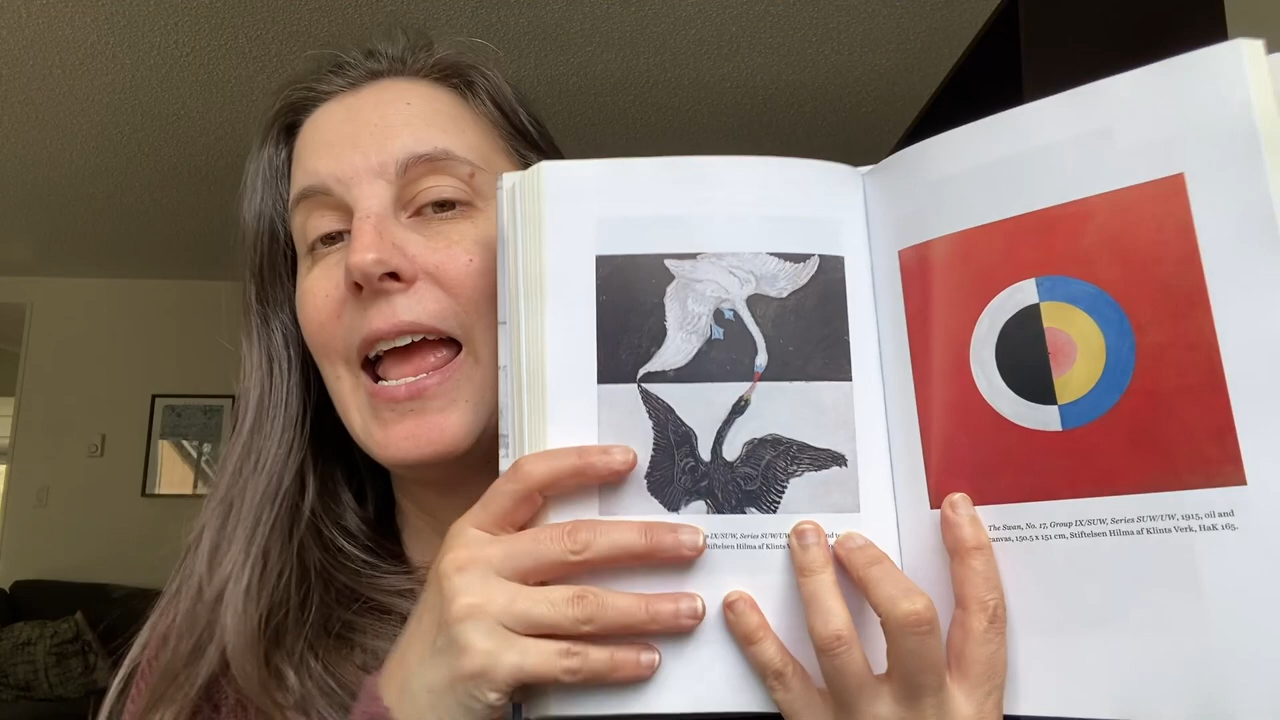 IX/SUW, Series SUW/UW
Stiftelsen Hilma af Klints
The Swan, No. 17, Group IX/SUW, Series SUW/UW, 1915, oil and
canvas, 150.5 x 151 cm, Stiftelsen Hilma af Klints Verk, HaK 165.